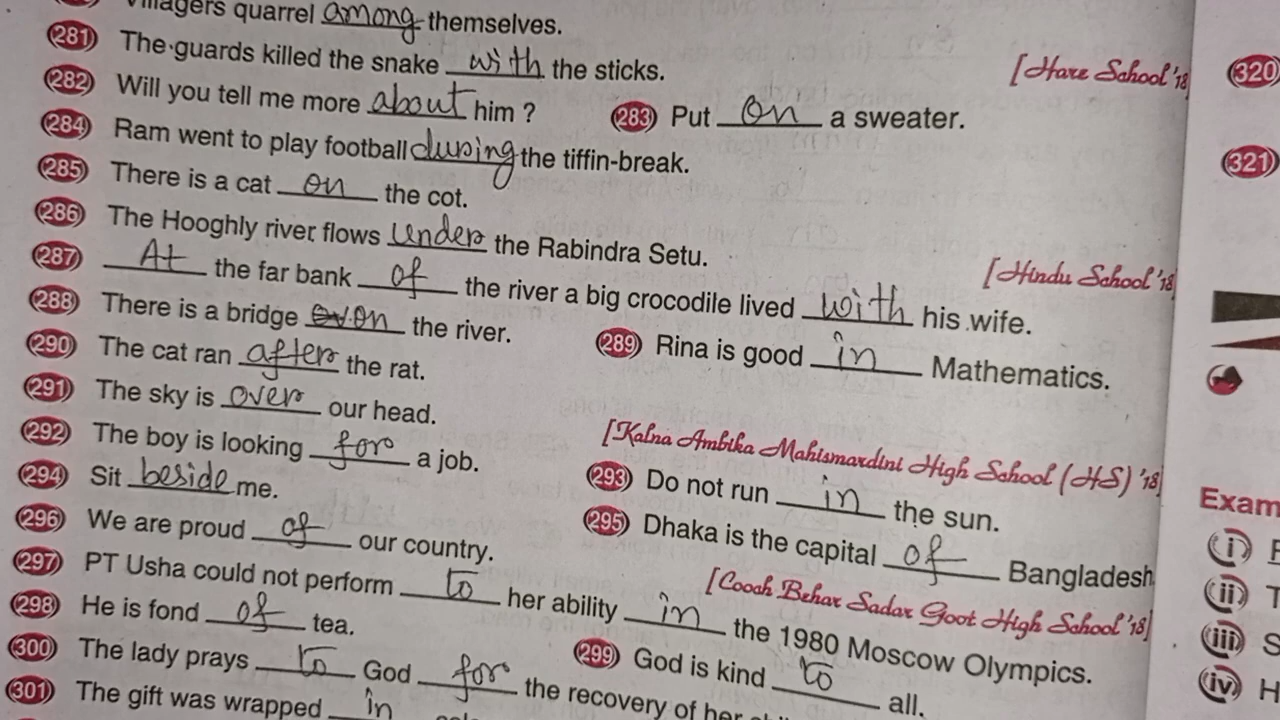 Villagers quarrel among themselves.
(281) The guards killed the snake with the sticks. [Hare School '18]
(282) Will you tell me more about him ? (283) Put on a sweater.
(284) Ram went to play football during the tiffin-break.
(285) There is a cat on the cot.
(286) The Hooghly river flows under the Rabindra Setu. [Hindu School '18]
(287) At the far bank of the river a big crocodile lived with his wife.
(288) There is a bridge on the river. (289) Rina is good in Mathematics.
(290) The cat ran after the rat.
(291) The sky is over our head. [Kalna Ambika Mahismardini High School (HS) '18]
(292) The boy is looking for a job. (293) Do not run in the sun.
(294) Sit beside me. (295) Dhaka is the capital of Bangladesh
(296) We are proud of our country. [Cooch Behar Sadar Govt High School '18]
(297) PT Usha could not perform to her ability in the 1980 Moscow Olympics.
(298) He is fond of tea. (299) God is kind to all.
(300) The lady prays to God for the recovery of her
(301) The gift was wrapped in
(320)
(321)
Exam
(i)
(ii) T
(iii) S
(iv) H